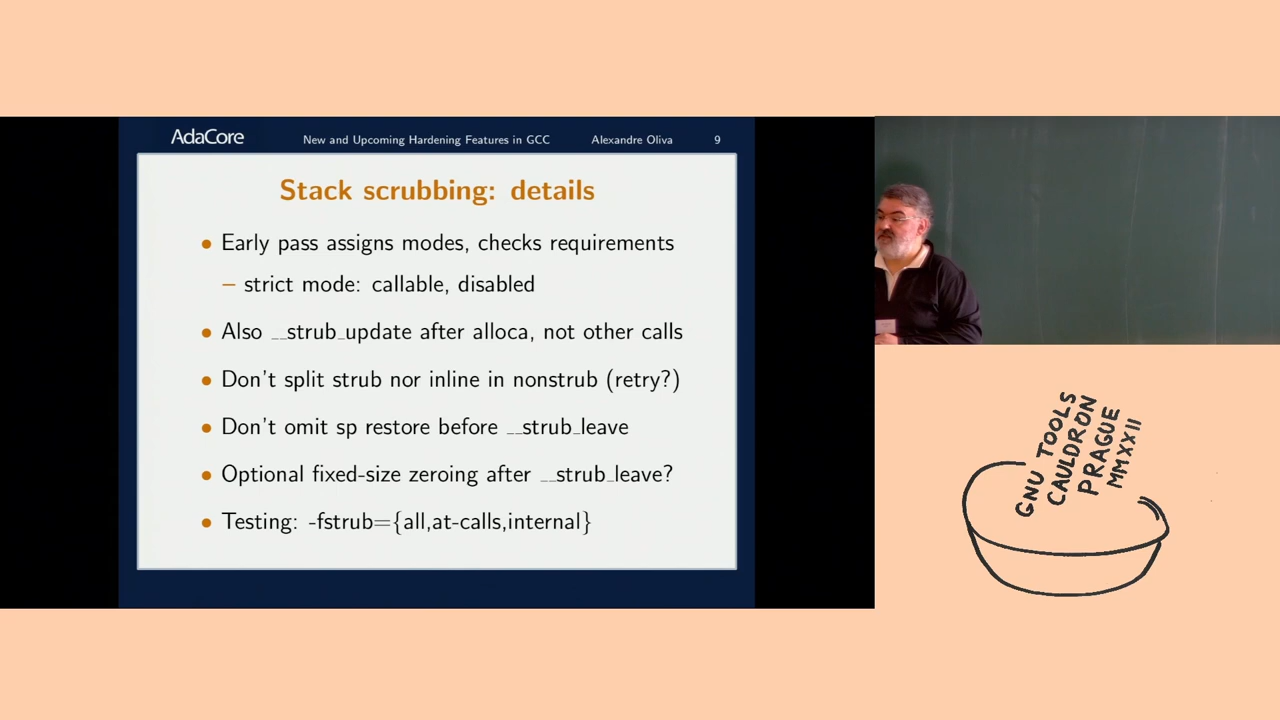 AdaCore New and Upcoming Hardening Features in GCC Alexandre Oliva 9
Stack scrubbing: details
• Early pass assigns modes, checks requirements
– strict mode: callable, disabled
• Also __strub_update after alloca, not other calls
• Don't split strub nor inline in nonstrub (retry?)
• Don't omit sp restore before __strub_leave
• Optional fixed-size zeroing after __strub_leave?
• Testing: -fstrub={all,at-calls,internal}
GNU TOOLS
CAULDRON
PRAGUE
MMXXII